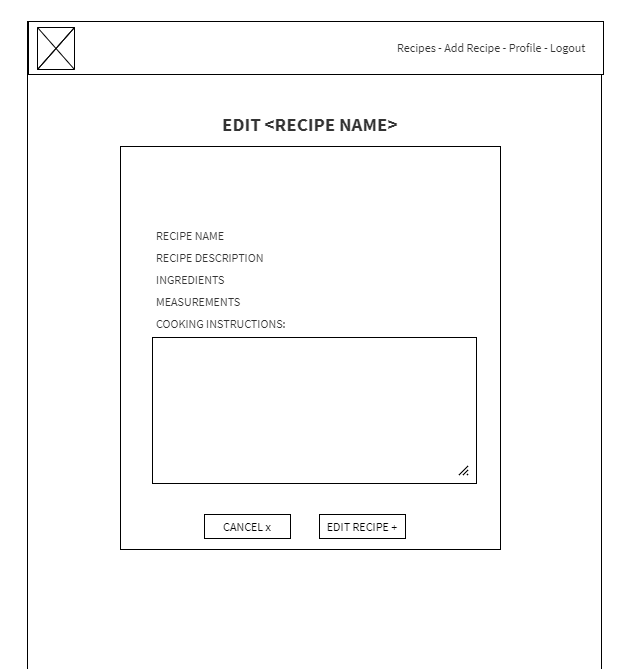 Recipes - Add Recipe - Profile - Logout
EDIT <RECIPE NAME>
RECIPE NAME
RECIPE DESCRIPTION
INGREDIENTS
MEASUREMENTS
COOKING INSTRUCTIONS:
CANCEL x
EDIT RECIPE +